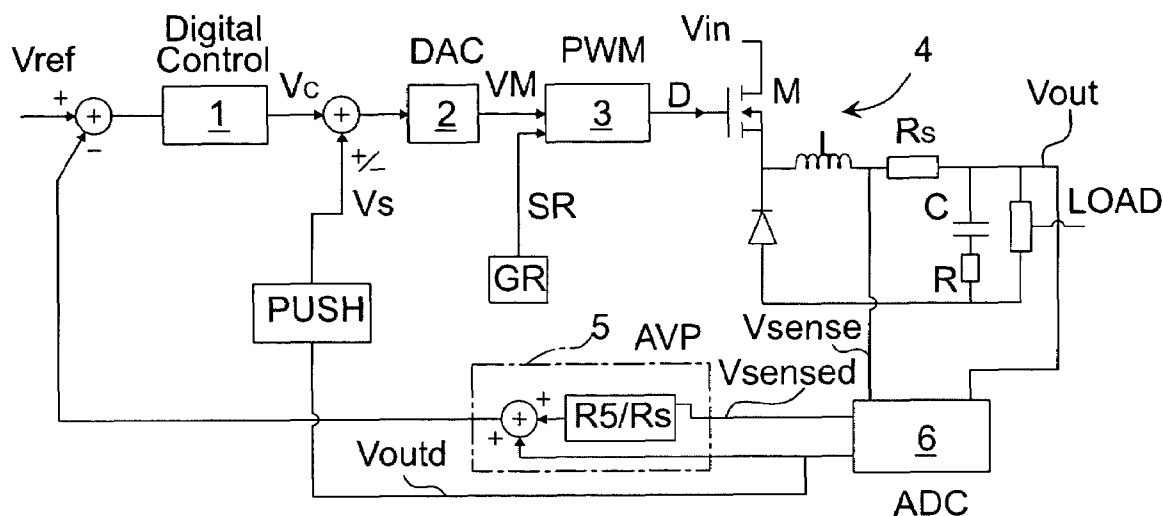 Digital
Control
Vref
+
+
−
1
Vc
+
+/−
Vs
DAC
2
VM
PWM
3
D
Vin
M
4
L
Rs
Vout
C
R
LOAD
SR
GR
PUSH
Vsense
5
AVP
Vsensed
+
+
+
R5/Rs
6
ADC
Voutd